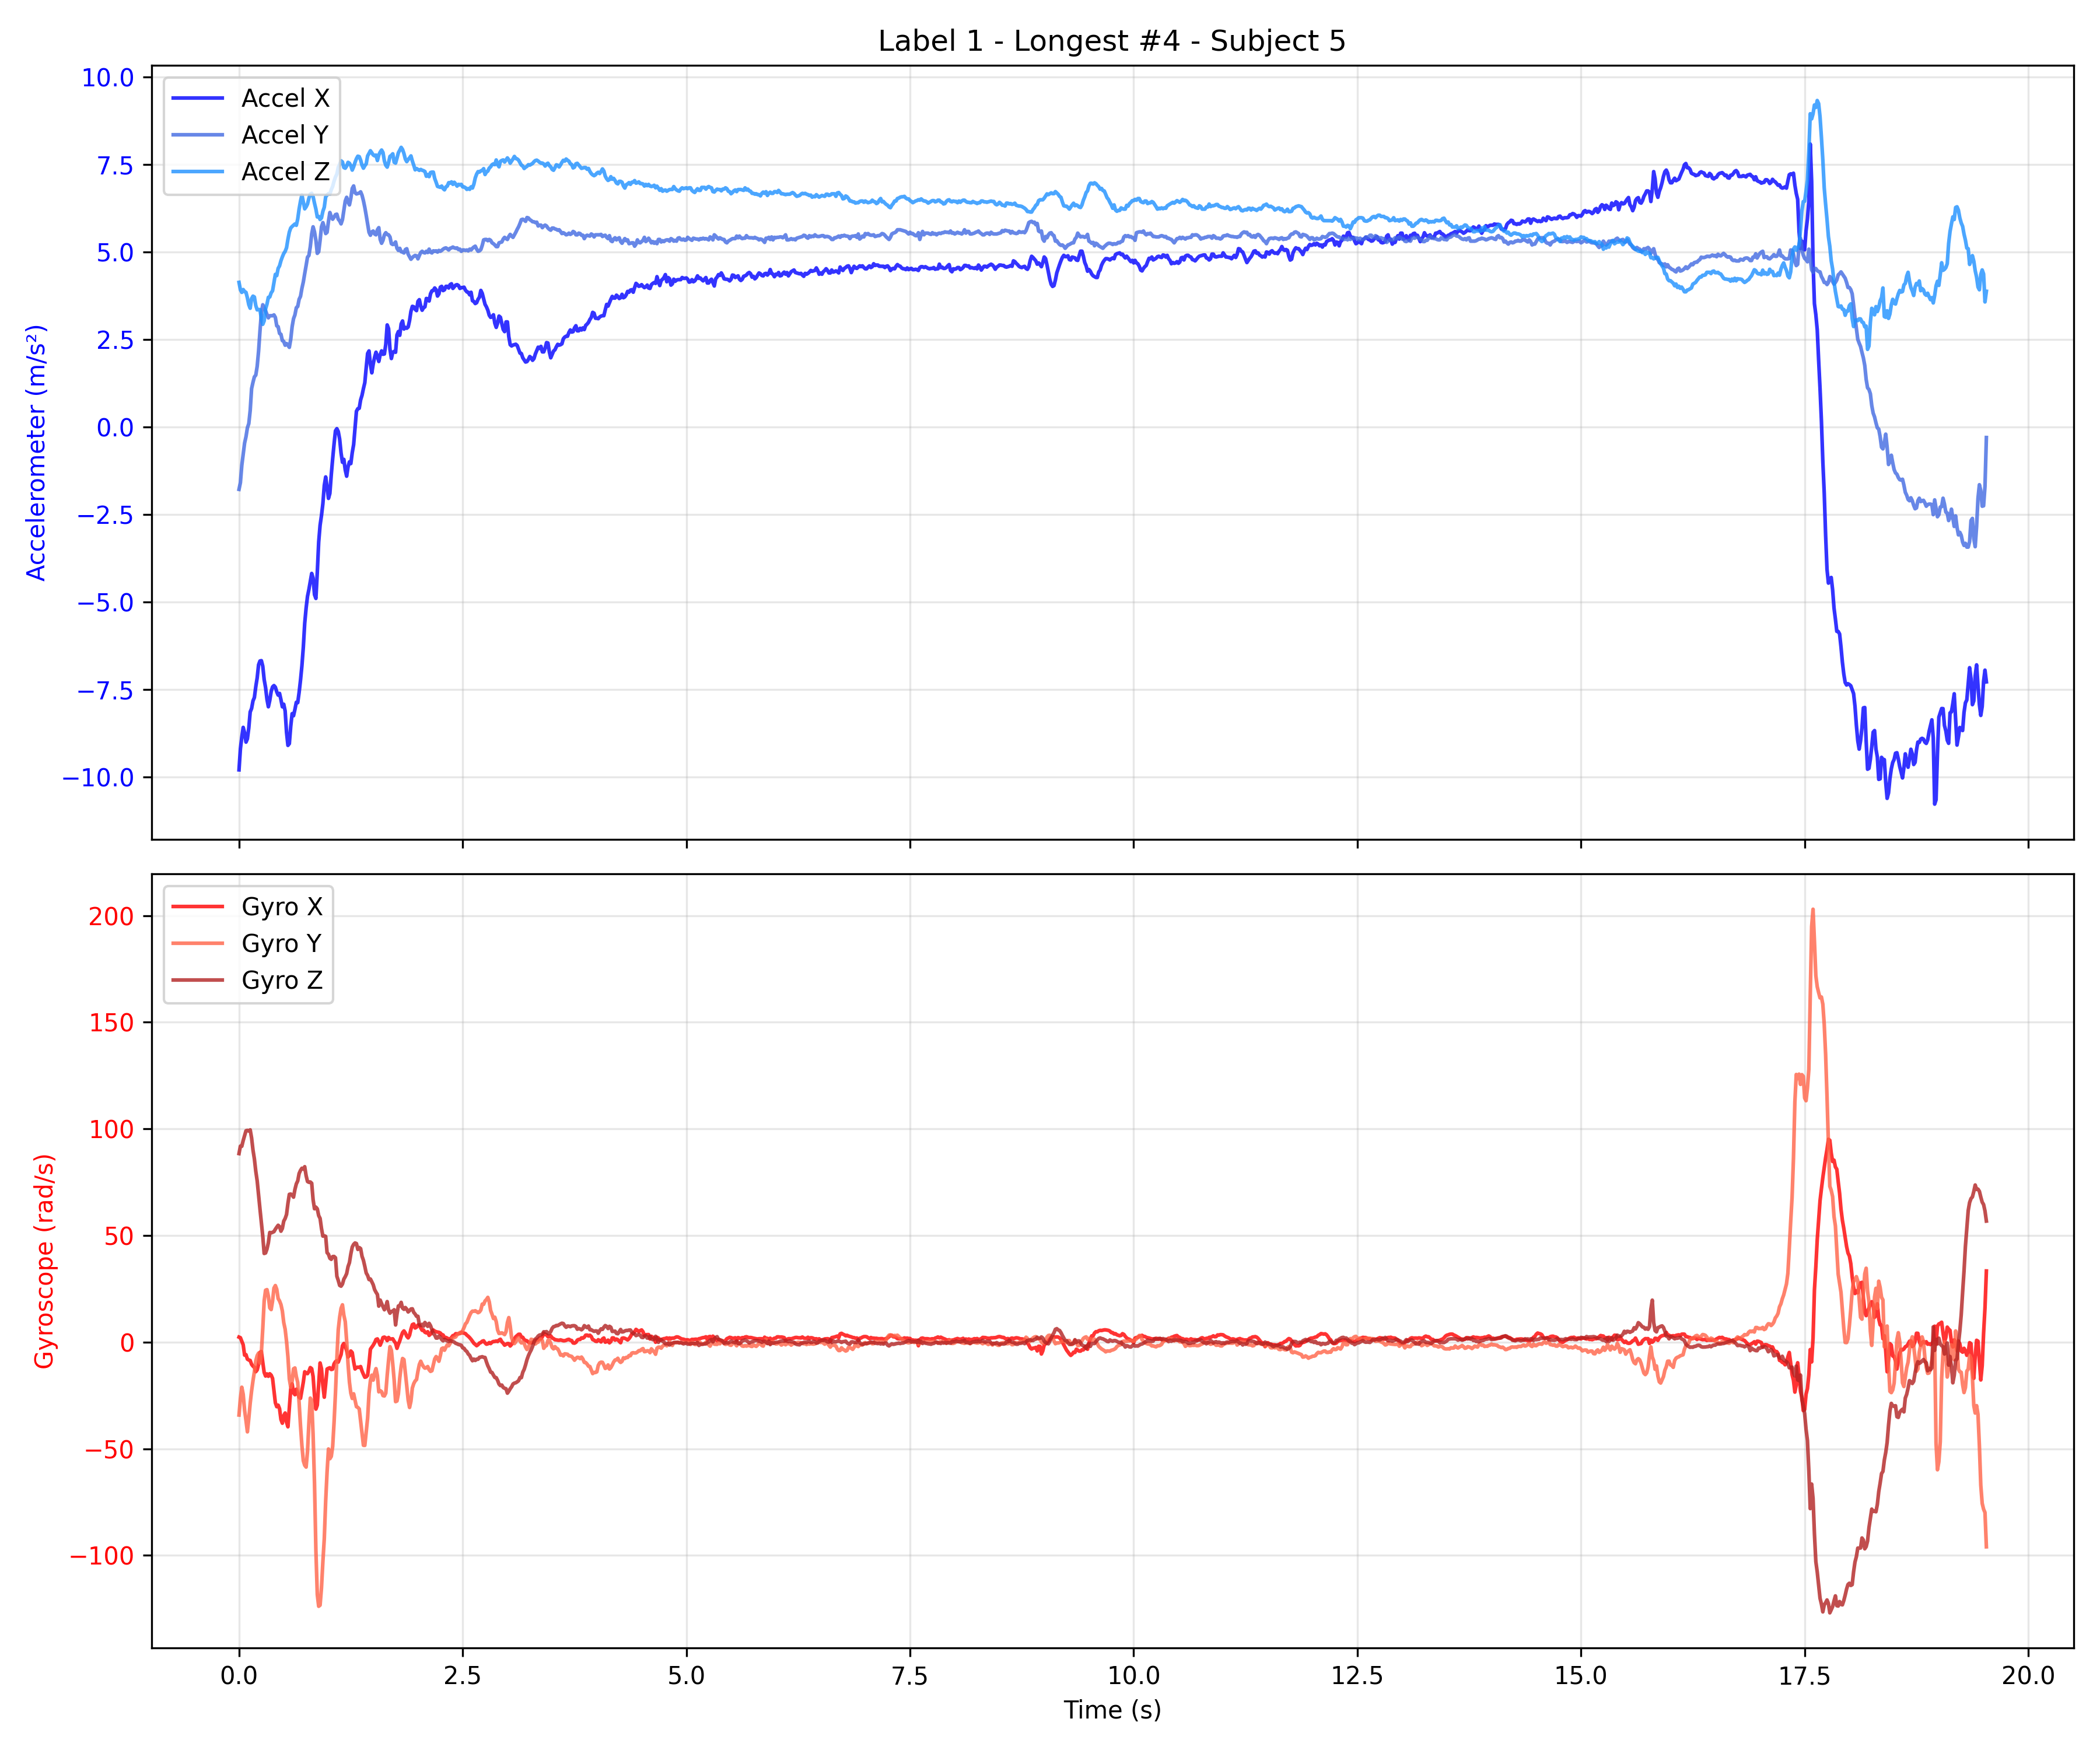 Label 1 - Longest #4 - Subject 5
Accel X
Accel Y
Accel Z
Accelerometer (m/s²)
10.0
7.5
5.0
2.5
0.0
−2.5
−5.0
−7.5
−10.0
Gyro X
Gyro Y
Gyro Z
Gyroscope (rad/s)
200
150
100
50
0
−50
−100
0.0 2.5 5.0 7.5 10.0 12.5 15.0 17.5 20.0
Time (s)